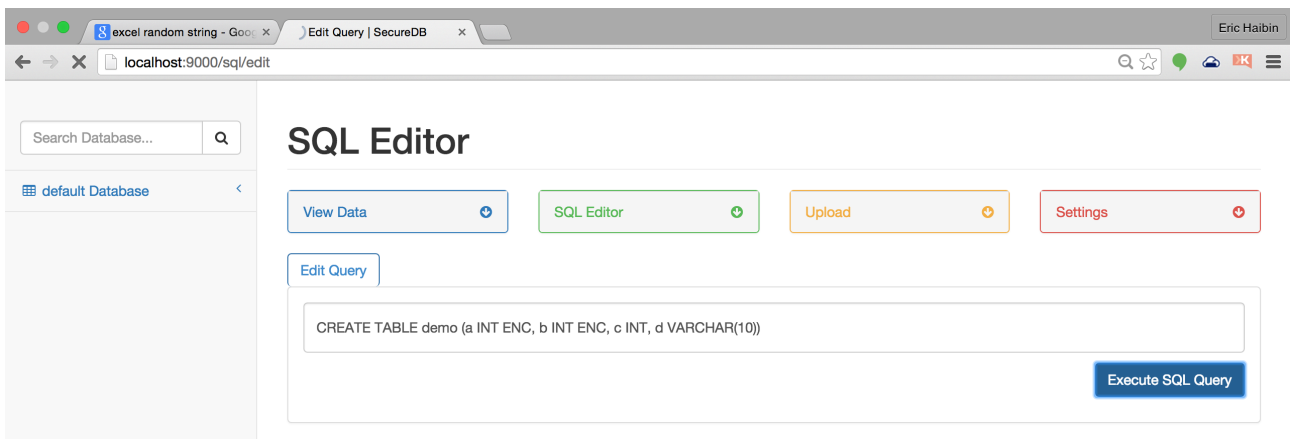 excel random string - Goog
Edit Query | SecureDB
Eric Haibin
localhost:9000/sql/edit
Search Database...
default Database
SQL Editor
View Data
SQL Editor
Upload
Settings
Edit Query
CREATE TABLE demo (a INT ENC, b INT ENC, c INT, d VARCHAR(10))
Execute SQL Query